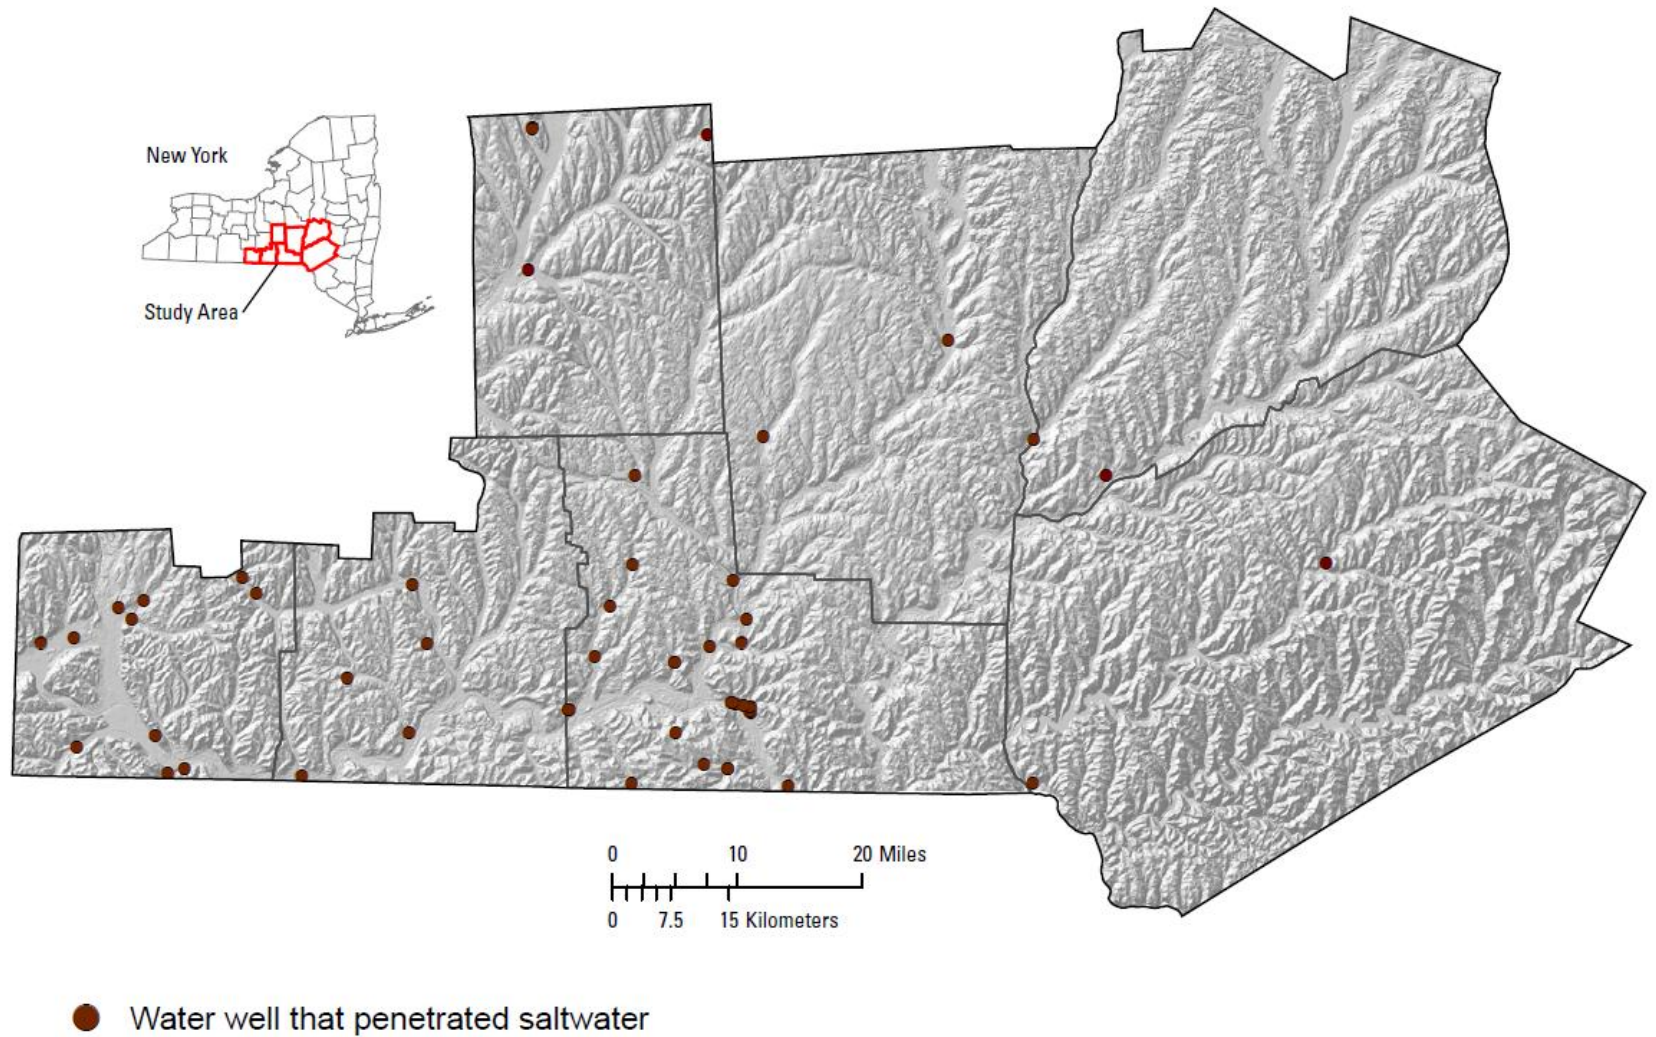 New York
Study Area
0 10 20 Miles
0 7.5 15 Kilometers
Water well that penetrated saltwater